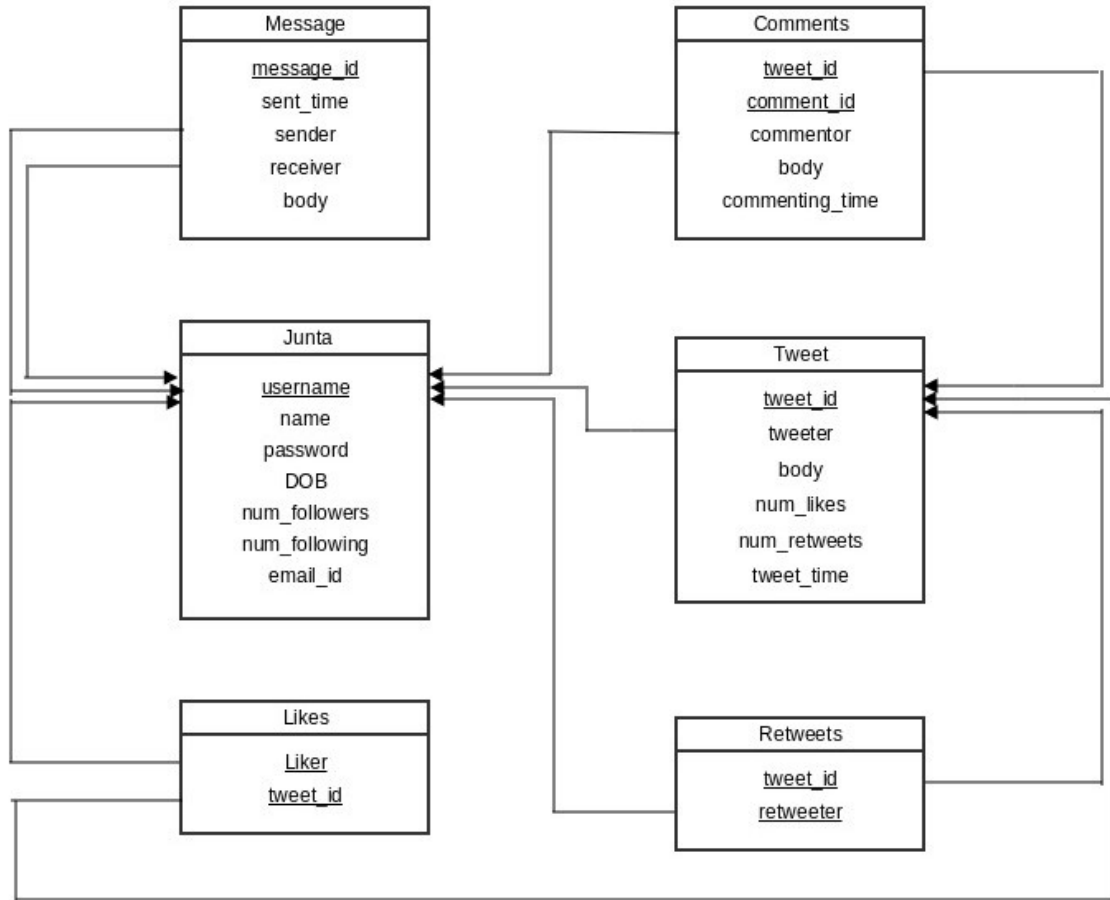 Message
message_id
sent_time
sender
receiver
body
Comments
tweet_id
comment_id
commentor
body
commenting_time
Junta
username
name
password
DOB
num_followers
num_following
email_id
Tweet
tweet_id
tweeter
body
num_likes
num_retweets
tweet_time
Likes
Liker
tweet_id
Retweets
tweet_id
retweeter